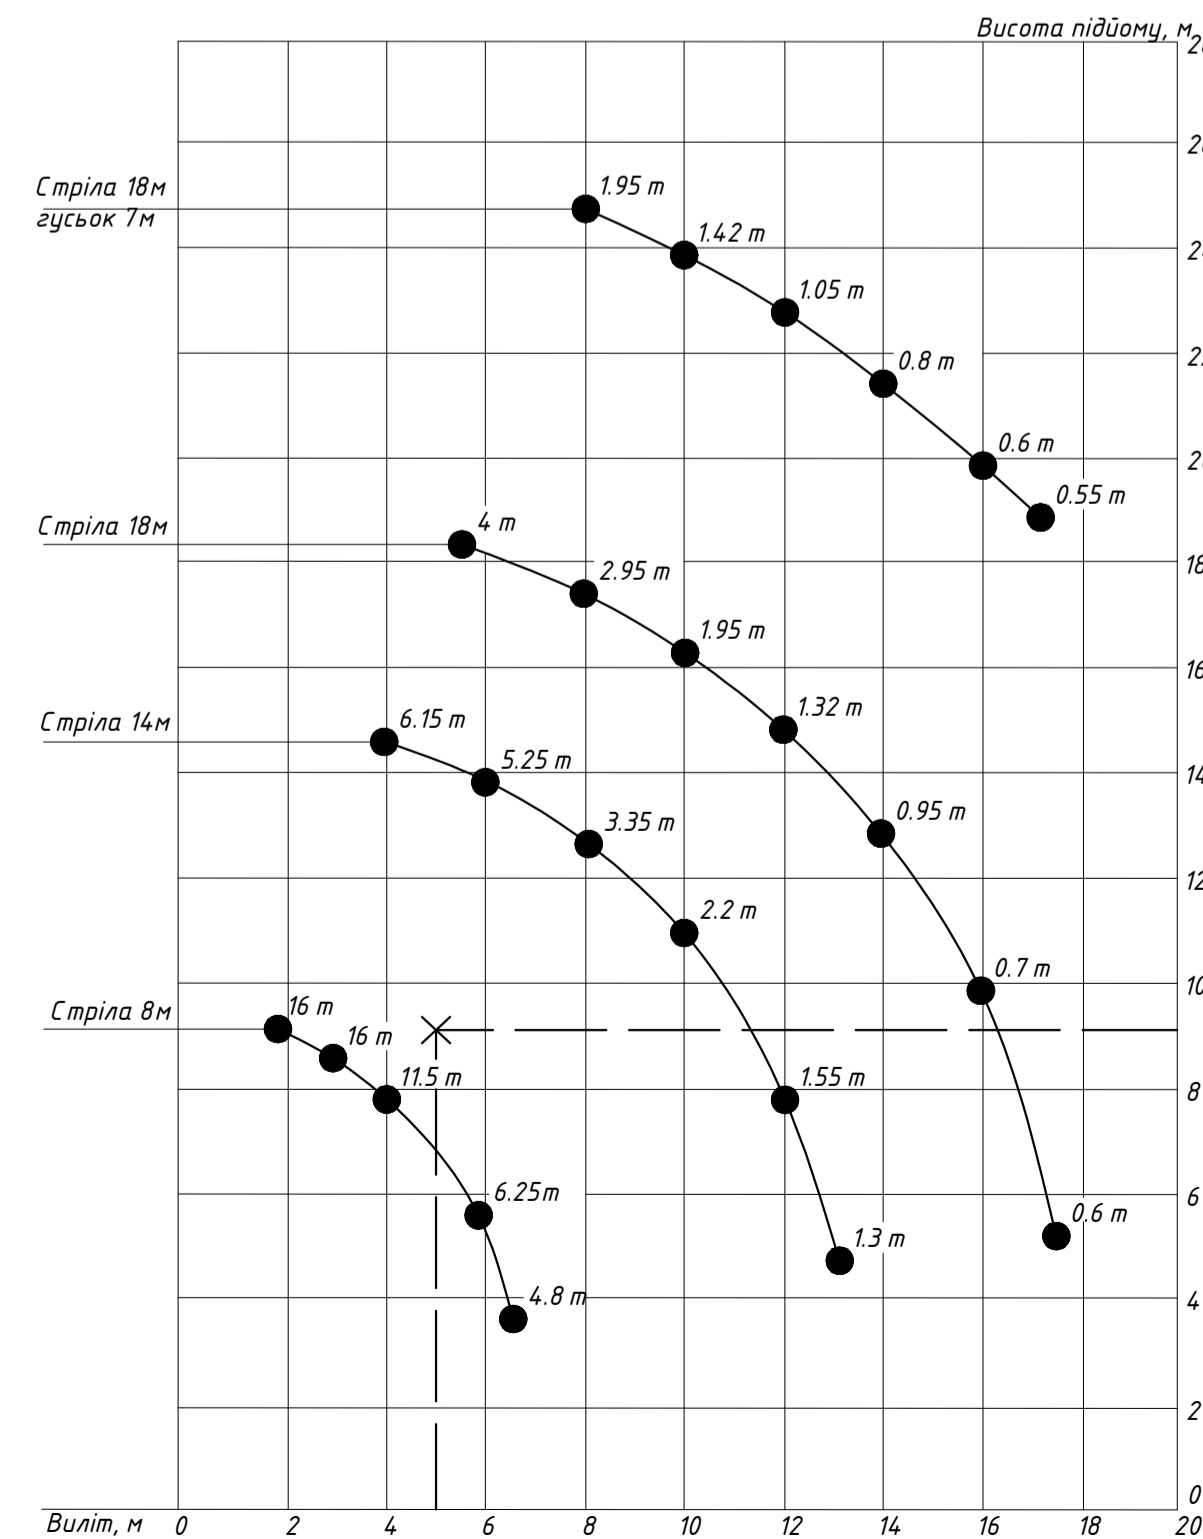 Висота підйому, м
Стріла 18м
гусьок 7м
1.95 т
1.42 т
1.05 т
0.8 т
0.6 т
0.55 т
Стріла 18м
4 т
18
2.95 т
1.95 т
16
Стріла 14м
6.15 т
1.32 т
5.25 т
14
3.35 т
0.95 т
12
2.2 т
0.7 т
10
Стріла 8м
16 т
16 т
11.5 т
1.55 т
8
6.25т
6
0.6 т
1.3 т
4.8 т
4
2
0
Виліт, м 0 2 4 6 8 10 12 14 16 18 20